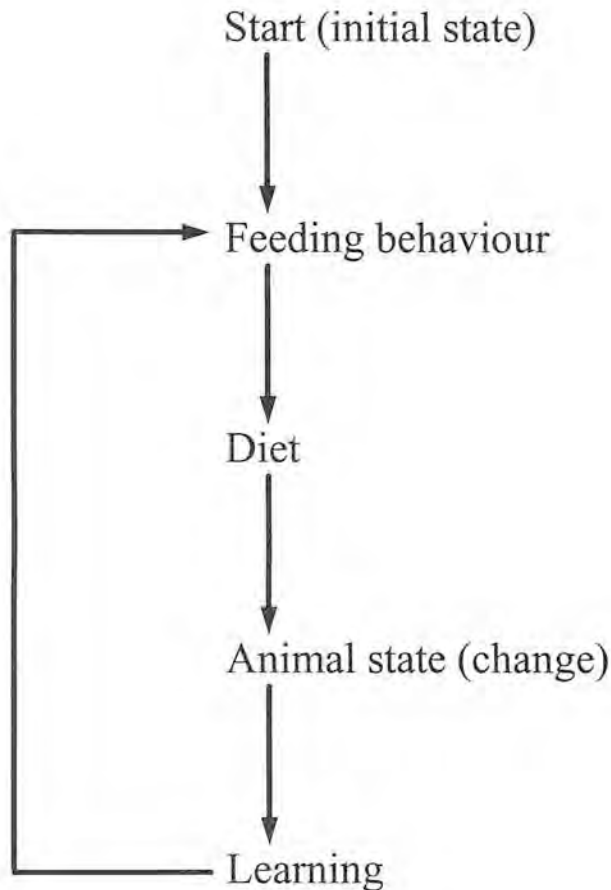 Start (initial state)
Feeding behaviour
Diet
Animal state (change)
Learning